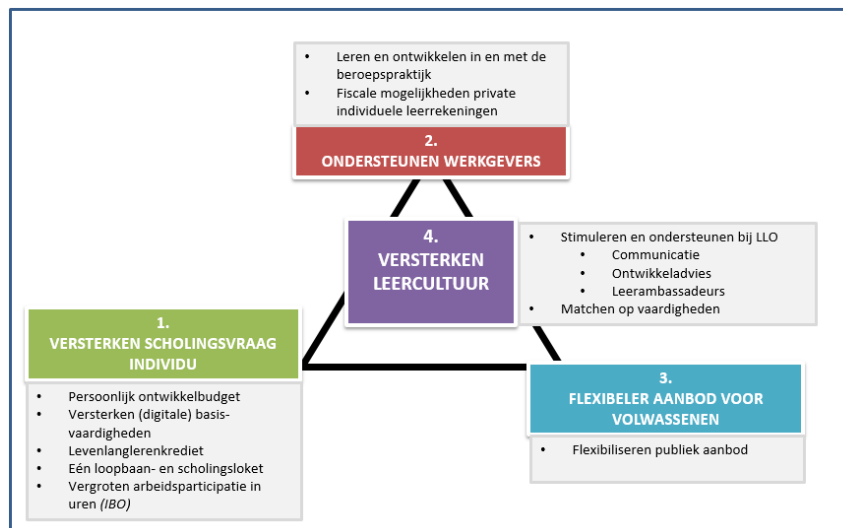 • Leren en ontwikkelen in en met de
beroepspraktijk
• Fiscale mogelijkheden private
individuele leerrekeningen
2.
ONDERSTEUNEN WERKGEVERS
4.
VERSTERKEN
LEERCULTUUR
• Stimuleren en ondersteunen bij LLO
• Communicatie
• Ontwikkeladvies
• Leerambassadeurs
• Matchen op vaardigheden
1.
VERSTERKEN SCHOLINGSVRAAG
INDIVIDU
• Persoonlijk ontwikkelbudget
• Versterken (digitale) basis-
vaardigheden
• Levenlanglerenkrediet
• Eén loopbaan- en scholingsloket
• Vergroten arbeidsparticipatie in
uren (IBO)
3.
FLEXIBELER AANBOD VOOR
VOLWASSENEN
• Flexibiliseren publiek aanbod